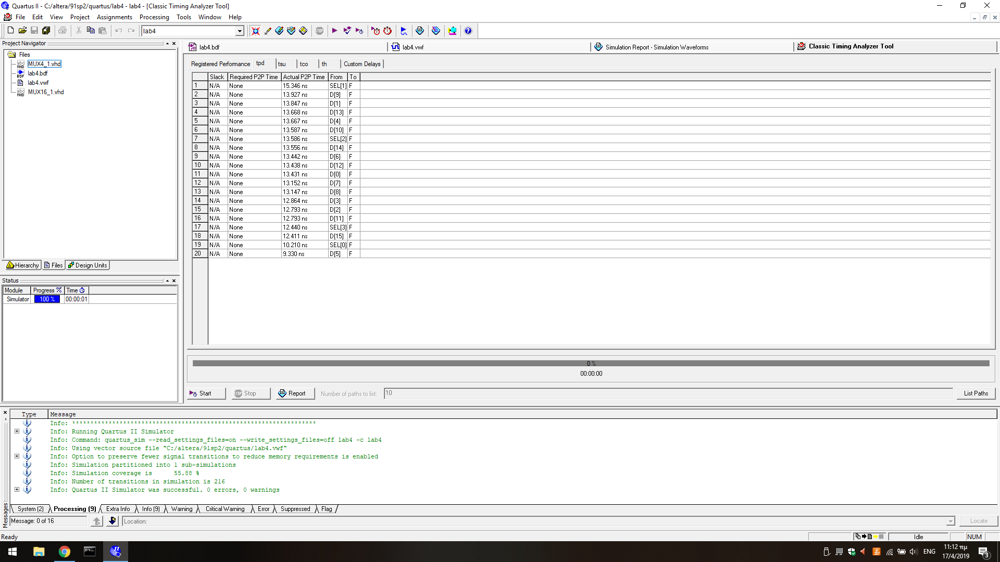 Quartus II - C:/altera/91sp2/quartus/lab4 - lab4 - [Classic Timing Analyzer Tool]
File Edit View Project Assignments Processing Tools Window Help
lab4
Project Navigator
Files
MUX4_1.vhd
lab4.bdf
lab4.vwf
MUX16_1.vhd
Hierarchy Files Design Units
Status
Module Progress % Time
Simulator 100 % 00:00:01
lab4.bdf lab4.vwf Simulation Report - Simulation Waveforms Classic Timing Analyzer Tool
Registered Performance tpd tsu tco th Custom Delays
Slack Required P2P Time Actual P2P Time From To
1 N/A None 15.346 ns SEL[1] F
2 N/A None 13.927 ns D[9] F
3 N/A None 13.847 ns D[1] F
4 N/A None 13.668 ns D[13] F
5 N/A None 13.667 ns D[4] F
6 N/A None 13.587 ns D[10] F
7 N/A None 13.586 ns SEL[2] F
8 N/A None 13.556 ns D[14] F
9 N/A None 13.442 ns D[6] F
10 N/A None 13.438 ns D[12] F
11 N/A None 13.431 ns D[0] F
12 N/A None 13.152 ns D[7] F
13 N/A None 13.147 ns D[8] F
14 N/A None 12.864 ns D[3] F
15 N/A None 12.793 ns D[2] F
16 N/A None 12.793 ns D[11] F
17 N/A None 12.440 ns SEL[3] F
18 N/A None 12.411 ns D[15] F
19 N/A None 10.210 ns SEL[0] F
20 N/A None 9.330 ns D[5] F
0 %
00:00:00
Start Stop Report Number of paths to list: 10 List Paths
Type Message
Info: *******************************************************************
Info: Running Quartus II Simulator
Info: Command: quartus_sim --read_settings_files=on --write_settings_files=off lab4 -c lab4
Info: Using vector source file "C:/altera/91sp2/quartus/lab4.vwf"
Info: Option to preserve fewer signal transitions to reduce memory requirements is enabled
Info: Simulation partitioned into 1 sub-simulations
Info: Simulation coverage is 55.88 %
Info: Number of transitions in simulation is 216
Info: Quartus II Simulator was successful. 0 errors, 0 warnings
System (2) Processing (9) Extra Info Info (9) Warning Critical Warning Error Suppressed Flag
Messages
Message: 0 of 16 Location: Locate
Ready Idle NUM
ENG 11:12 πμ
17/4/2019
3